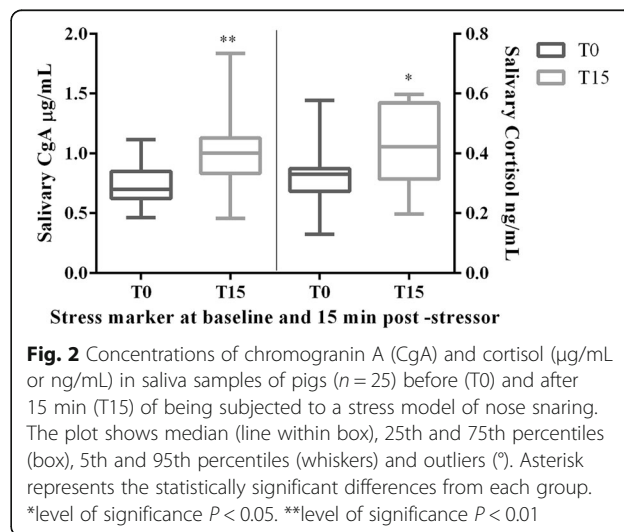 2.0
1.5
1.0
0.5
0.0
Salivary CgA µg/mL
**
*
0.8
0.6
0.4
0.2
0.0
Salivary Cortisol ng/mL
T0
T15
T0
T15
T0
T15
Stress marker at baseline and 15 min post -stressor
Fig. 2 Concentrations of chromogranin A (CgA) and cortisol (µg/mL
or ng/mL) in saliva samples of pigs (n = 25) before (T0) and after
15 min (T15) of being subjected to a stress model of nose snaring.
The plot shows median (line within box), 25th and 75th percentiles
(box), 5th and 95th percentiles (whiskers) and outliers (°). Asterisk
represents the statistically significant differences from each group.
*level of significance P < 0.05. **level of significance P < 0.01